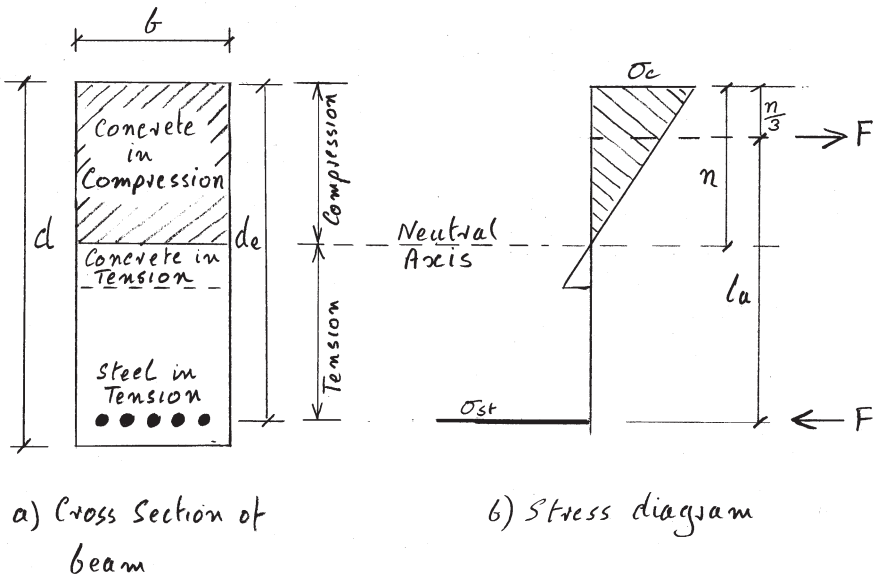 b
Concrete
in
Compression
Concrete in
Tension
Steel in
Tension
d
de
Compression
Tension
Neutral
Axis
σc
n/3
F
n
la
σst
F
a) Cross Section of
beam
b) Stress diagram